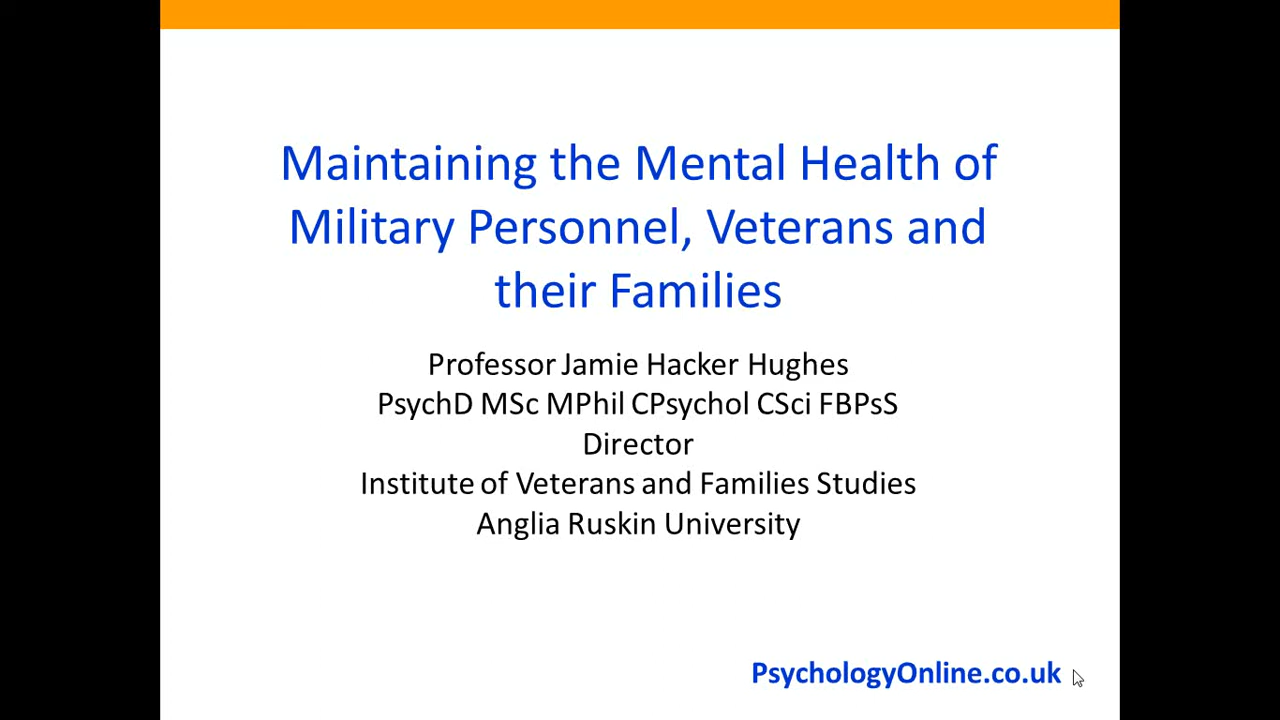 Maintaining the Mental Health of
Military Personnel, Veterans and
their Families
Professor Jamie Hacker Hughes
PsychD MSc MPhil CPsychol CSci FBPsS
Director
Institute of Veterans and Families Studies
Anglia Ruskin University
PsychologyOnline.co.uk